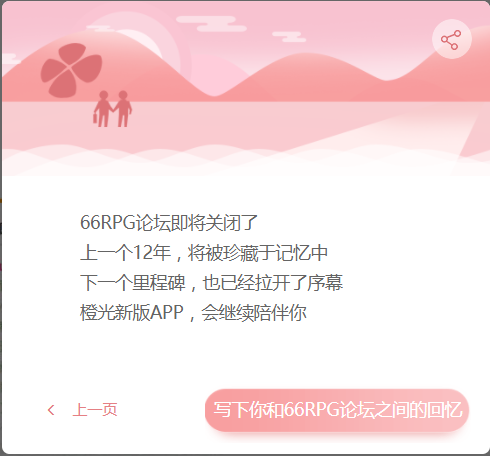 66RPG论坛即将关闭了
上一个12年，将被珍藏于记忆中
下一个里程碑，也已经拉开了序幕
橙光新版APP，会继续陪伴你
上一页
写下你和66RPG论坛之间的回忆